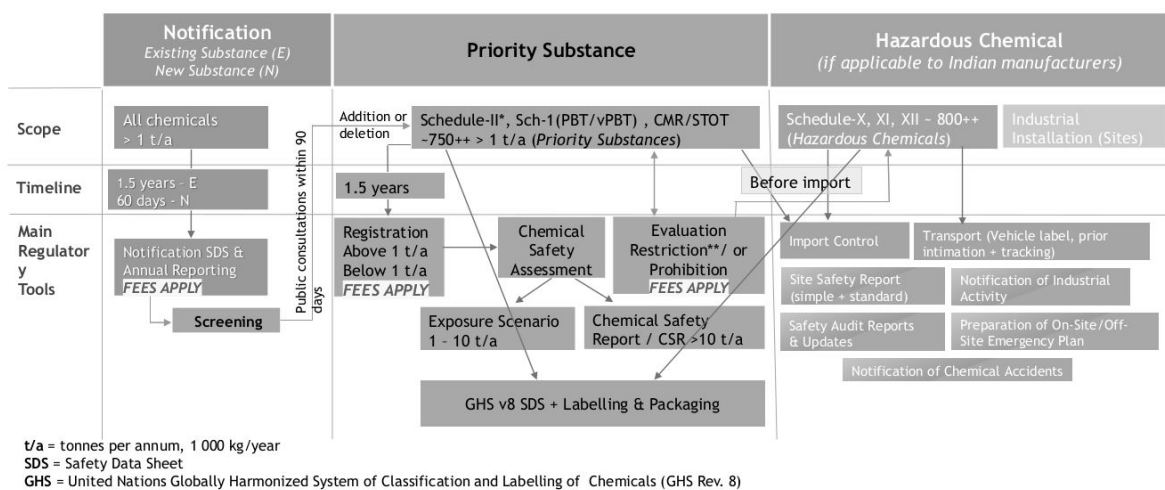 Notification
Existing Substance (E)
New Substance (N)
Priority Substance
Hazardous Chemical
(if applicable to Indian manufacturers)
Scope
All chemicals
> 1 t/a
Addition or
deletion
Schedule-II*, Sch-1(PBT/vPBT) , CMR/STOT
~750++ > 1 t/a (Priority Substances)
Schedule-X, XI, XII ~ 800++
(Hazardous Chemicals)
Industrial
Installation (Sites)
Timeline
1.5 years - E
60 days - N
Public consultations within 90
days
1.5 years
Before import
Main
Regulator
y
Tools
Notification SDS &
Annual Reporting
FEES APPLY
Screening
Registration
Above 1 t/a
Below 1 t/a
FEES APPLY
Chemical
Safety
Assessment
Evaluation
Restriction**/ or
Prohibition
FEES APPLY
Exposure Scenario
1 - 10 t/a
Chemical Safety
Report / CSR >10 t/a
GHS v8 SDS + Labelling & Packaging
Import Control
Transport (Vehicle label, prior
intimation + tracking)
Site Safety Report
(simple + standard)
Notification of Industrial
Activity
Safety Audit Reports
& Updates
Preparation of On-Site/Off-
Site Emergency Plan
Notification of Chemical Accidents
t/a = tonnes per annum, 1 000 kg/year
SDS = Safety Data Sheet
GHS = United Nations Globally Harmonized System of Classification and Labelling of Chemicals (GHS Rev. 8)